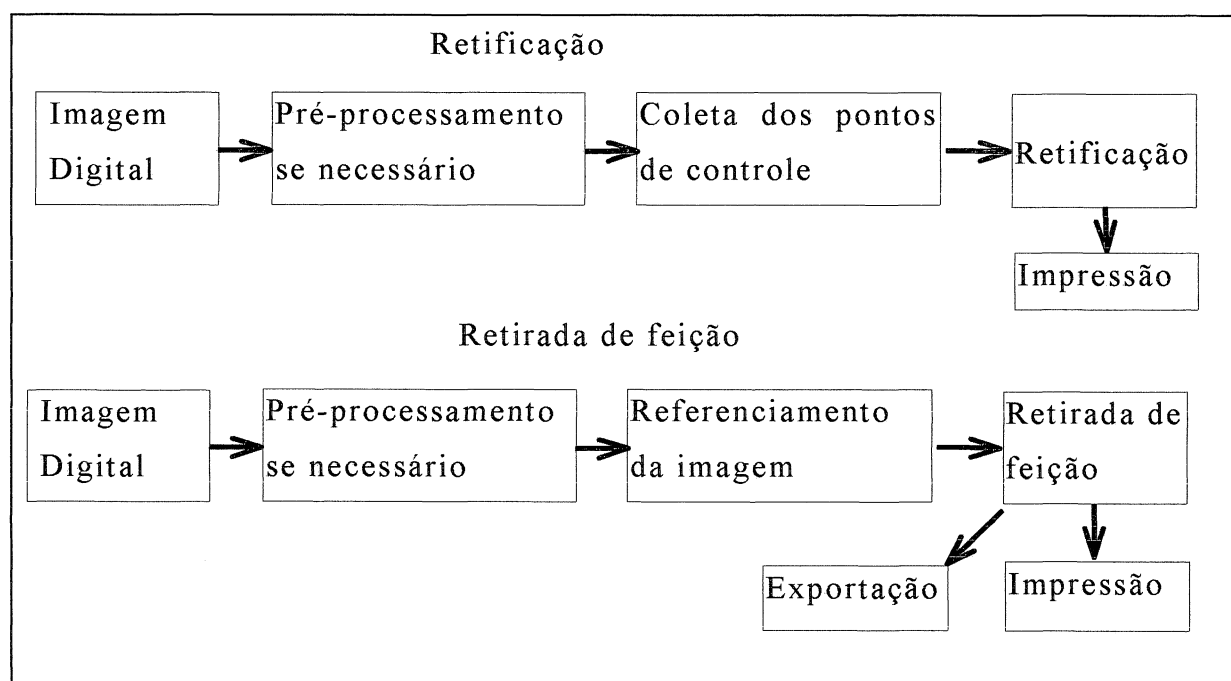 Retificação
Imagem
Digital
Pré-processamento
se necessário
Coleta dos pontos
de controle
Retificação
Impressão
Retirada de feição
Imagem
Digital
Pré-processamento
se necessário
Referenciamento
da imagem
Retirada de
feição
Exportação
Impressão